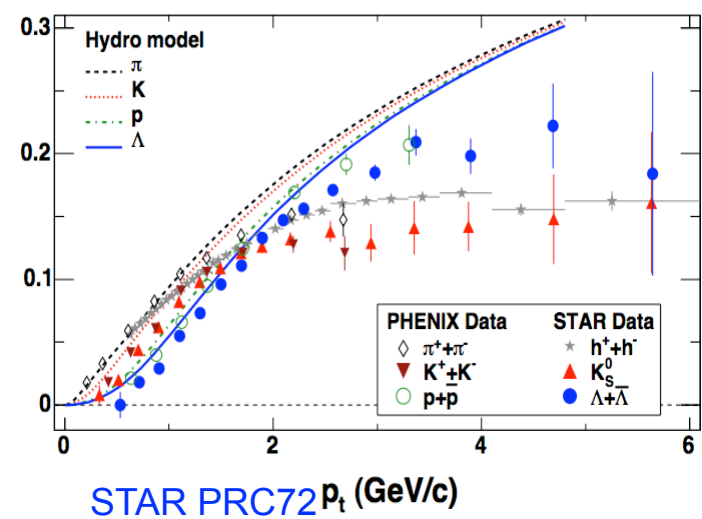 0.3
0.2
0.1
0
Hydro model
π
K
p
Λ
PHENIX Data STAR Data
π⁺+π⁻ h⁺+h⁻
K⁺+K⁻ K⁰S
p+p̅ Λ+Λ̅
0 2 4 6
STAR PRC72 pₜ (GeV/c)